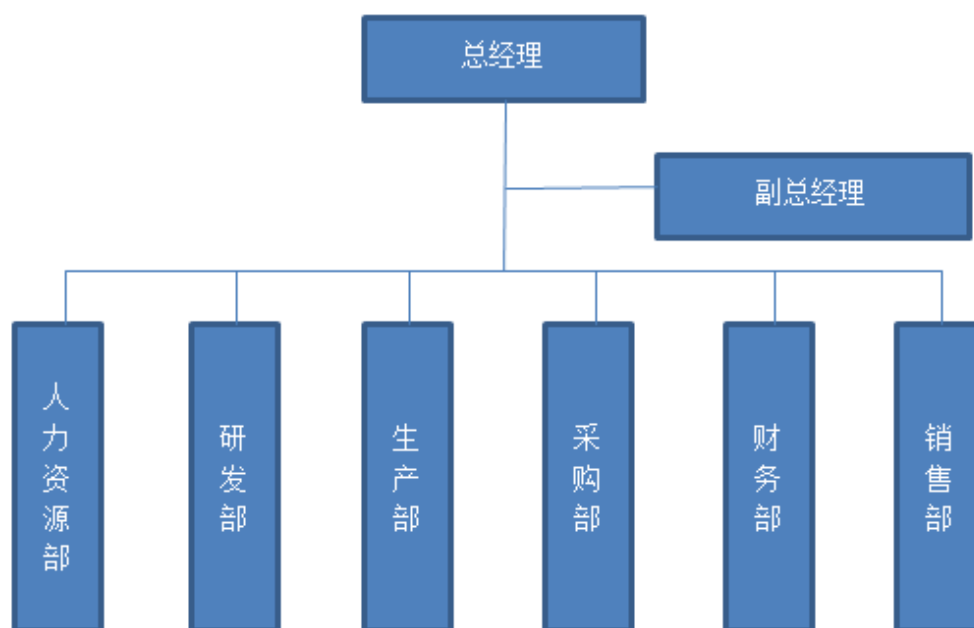 总经理
副总经理
人力资源部
研发部
生产部
采购部
财务部
销售部